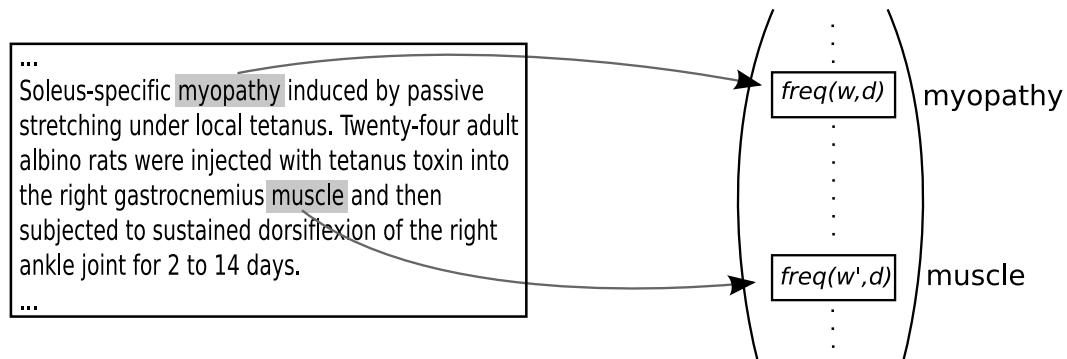 ...
Soleus-specific myopathy induced by passive
stretching under local tetanus. Twenty-four adult
albino rats were injected with tetanus toxin into
the right gastrocnemius muscle and then
subjected to sustained dorsiflexion of the right
ankle joint for 2 to 14 days.
...
freq(w,d)
myopathy
freq(w',d)
muscle